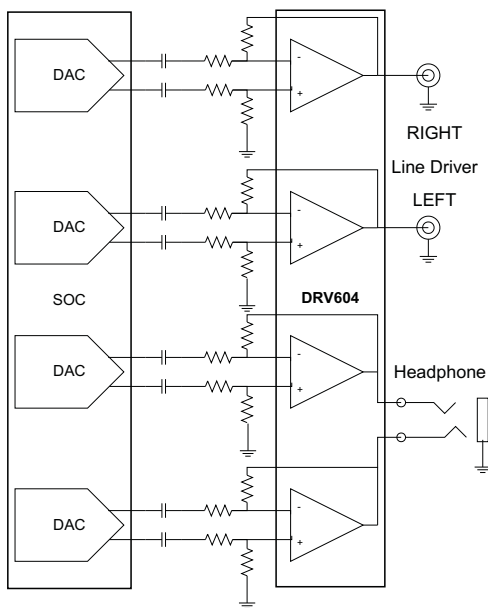 DAC
-
+
RIGHT
Line Driver
DAC
-
+
LEFT
SOC
DRV604
DAC
-
+
Headphone
DAC
-
+